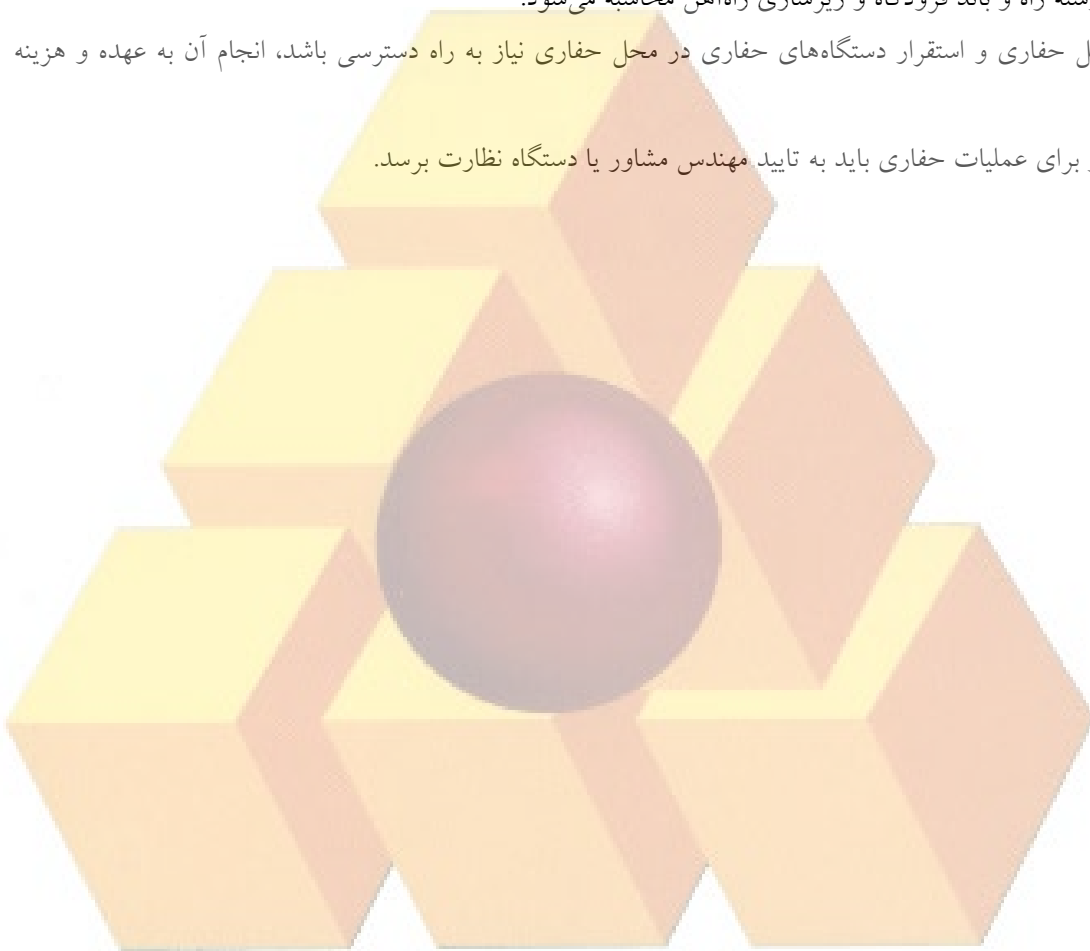 رسته راه و باند فرودگاه و زیرسازی راه‌آهن محاسبه می‌شود.
حفاری و استقرار دستگاه‌های حفاری در محل حفاری نیاز به راه دسترسی باشد، انجام آن به عهده و هزینه
برای عملیات حفاری باید به تایید مهندس مشاور یا دستگاه نظارت برسد.